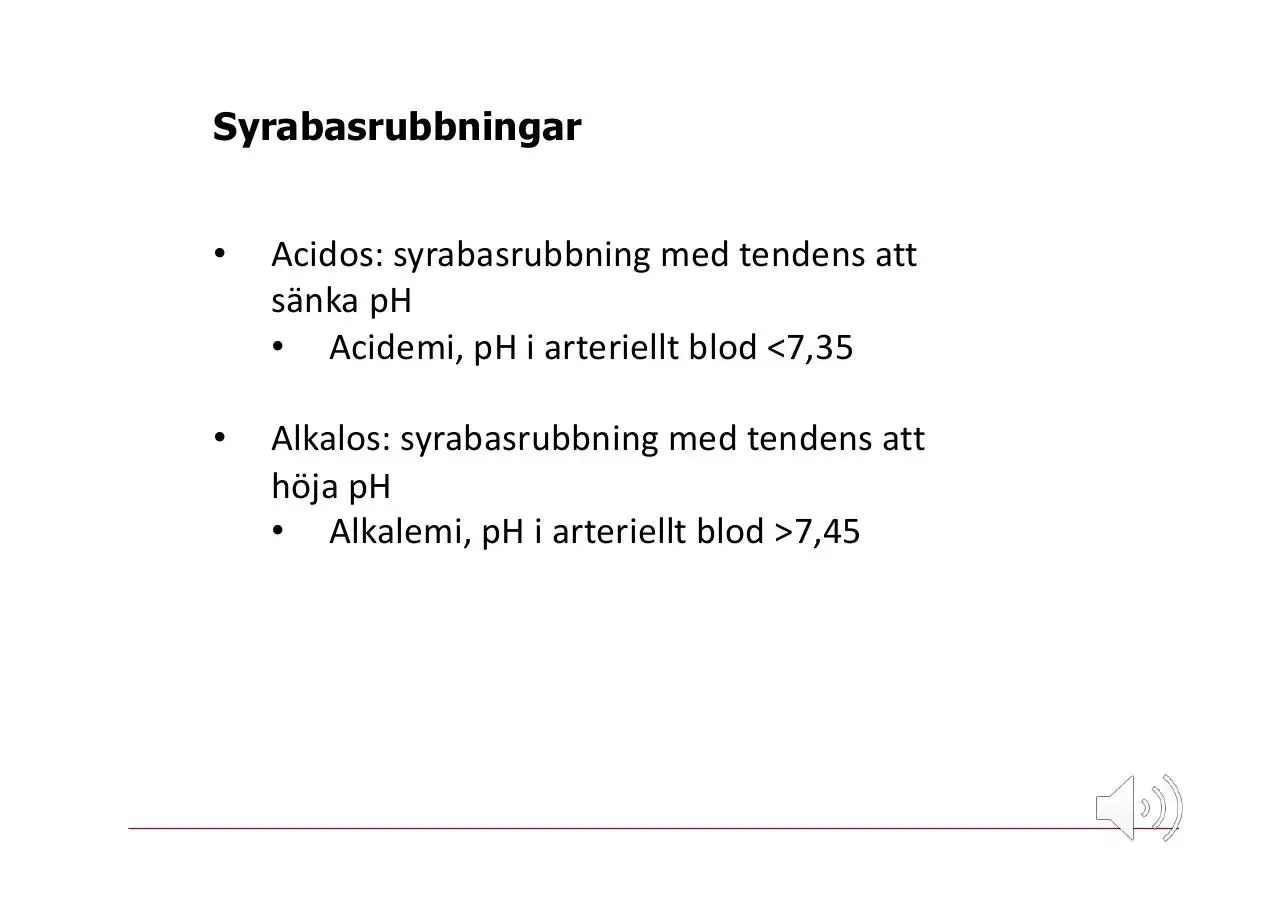 Syrabasrubbningar
• Acidos: syrabasrubbning med tendens att
sänka pH
• Acidemi, pH i arteriellt blod <7,35
• Alkalos: syrabasrubbning med tendens att
höja pH
• Alkalemi, pH i arteriellt blod >7,45